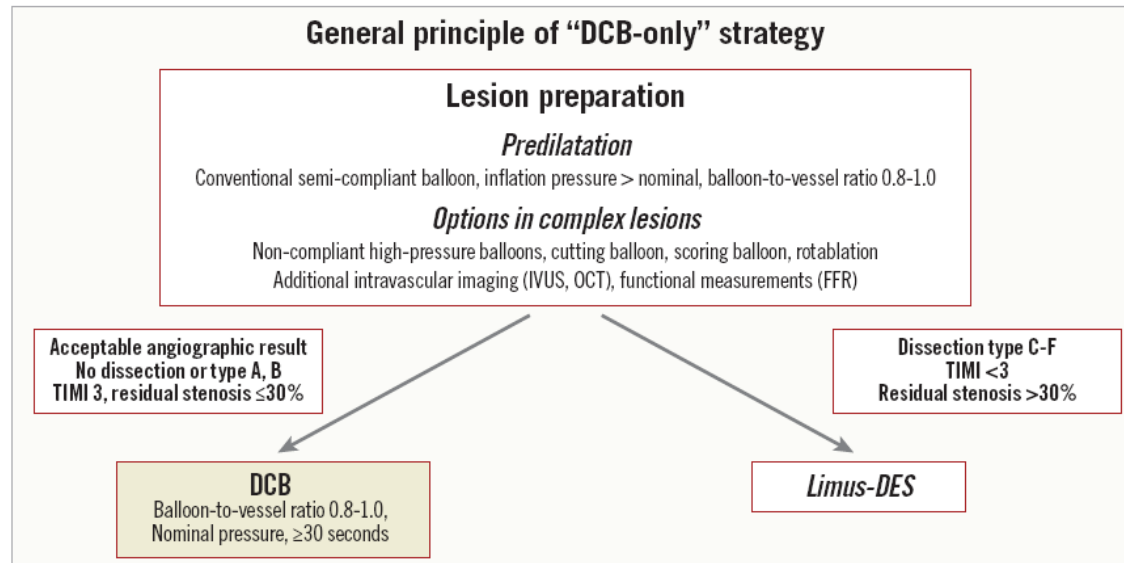 General principle of “DCB-only” strategy
Lesion preparation
Predilatation
Conventional semi-compliant balloon, inflation pressure > nominal, balloon-to-vessel ratio 0.8-1.0
Options in complex lesions
Non-compliant high-pressure balloons, cutting balloon, scoring balloon, rotablation
Additional intravascular imaging (IVUS, OCT), functional measurements (FFR)
Acceptable angiographic result
No dissection or type A, B
TIMI 3, residual stenosis ≤30%
Dissection type C-F
TIMI <3
Residual stenosis >30%
DCB
Balloon-to-vessel ratio 0.8-1.0,
Nominal pressure, ≥30 seconds
Limus-DES